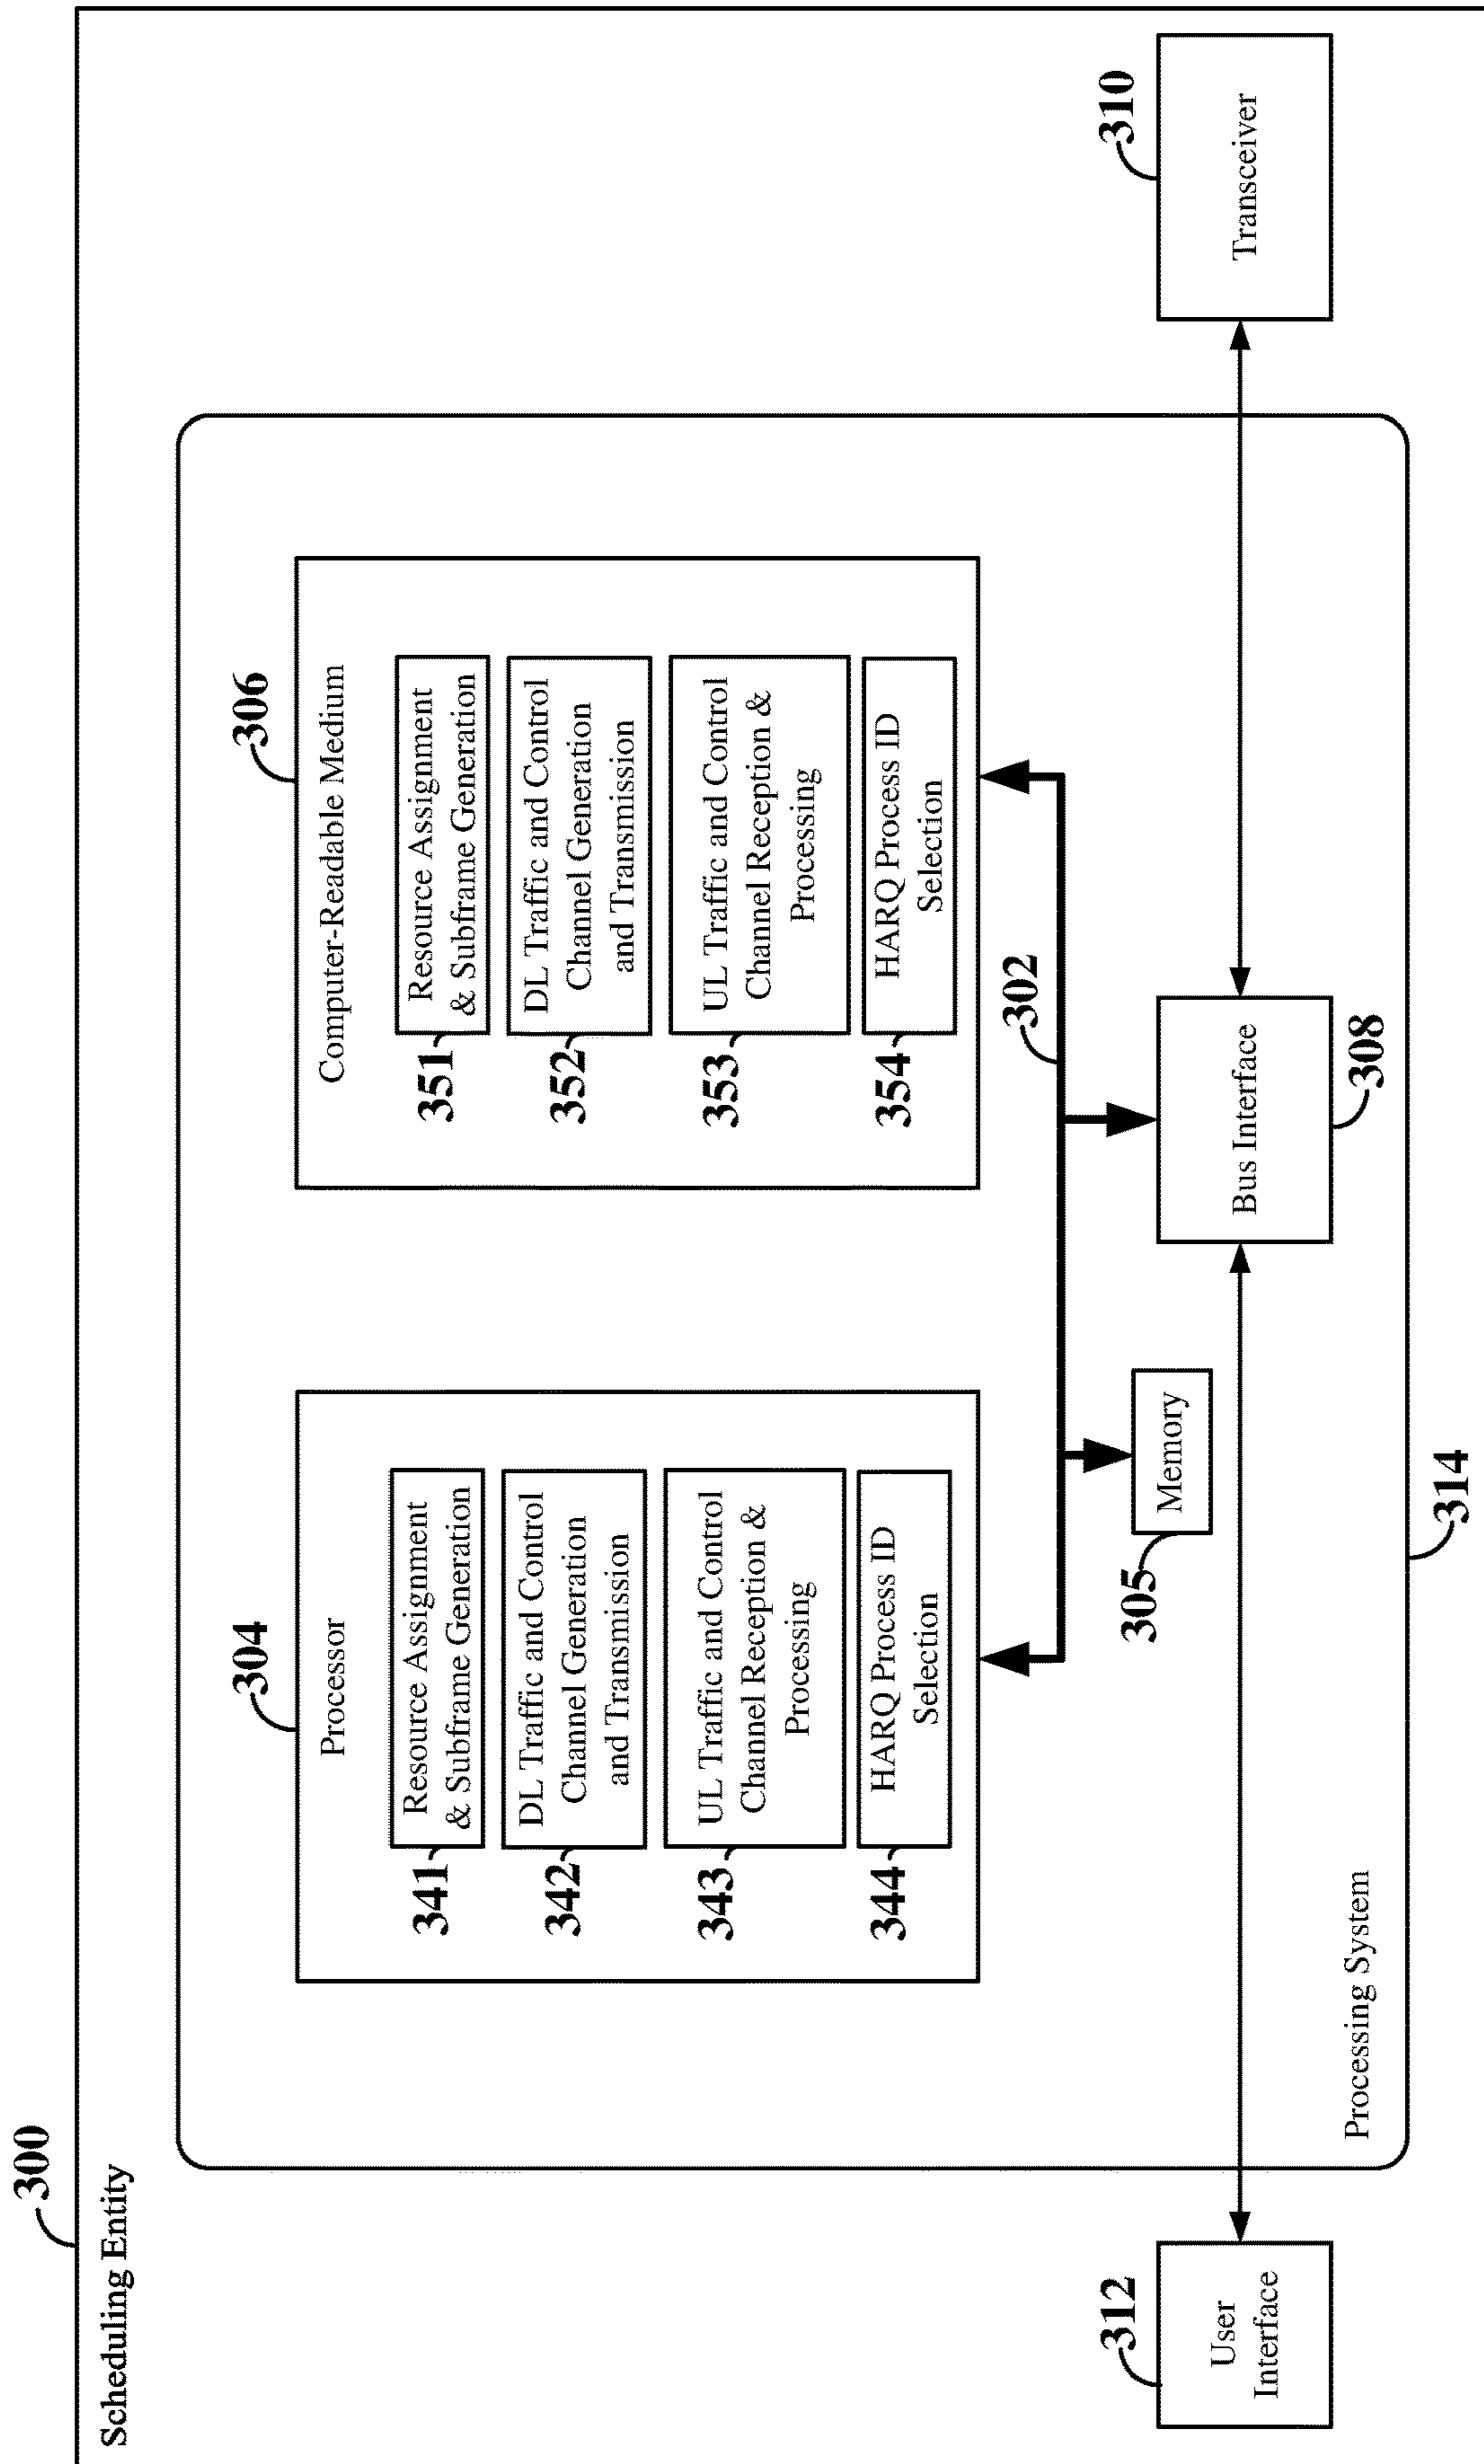 300
Scheduling Entity
304
Processor
341
Resource Assignment
& Subframe Generation
342
DL Traffic and Control
Channel Generation
and Transmission
343
UL Traffic and Control
Channel Reception &
Processing
344
HARQ Process ID
Selection
306
Computer-Readable Medium
351
Resource Assignment
& Subframe Generation
352
DL Traffic and Control
Channel Generation
and Transmission
353
UL Traffic and Control
Channel Reception &
Processing
354
HARQ Process ID
Selection
302
305
Memory
312
User
Interface
Bus Interface
308
310
Transceiver
Processing System
314